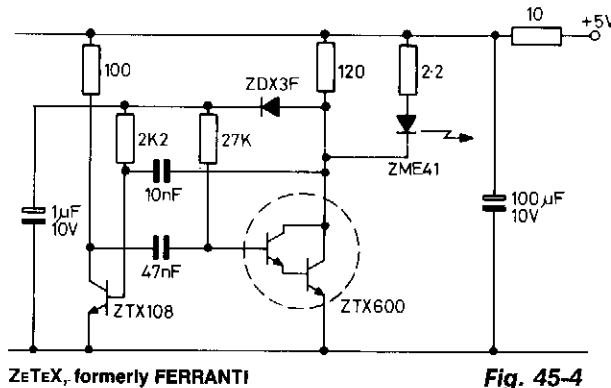 10
+5V
100
120
2·2
ZDX3F
2K2
27K
10nF
ZME41
1µF
10V
100µF
10V
47nF
ZTX108
ZTX600
ZETEX, formerly FERRANTI
Fig. 45-4